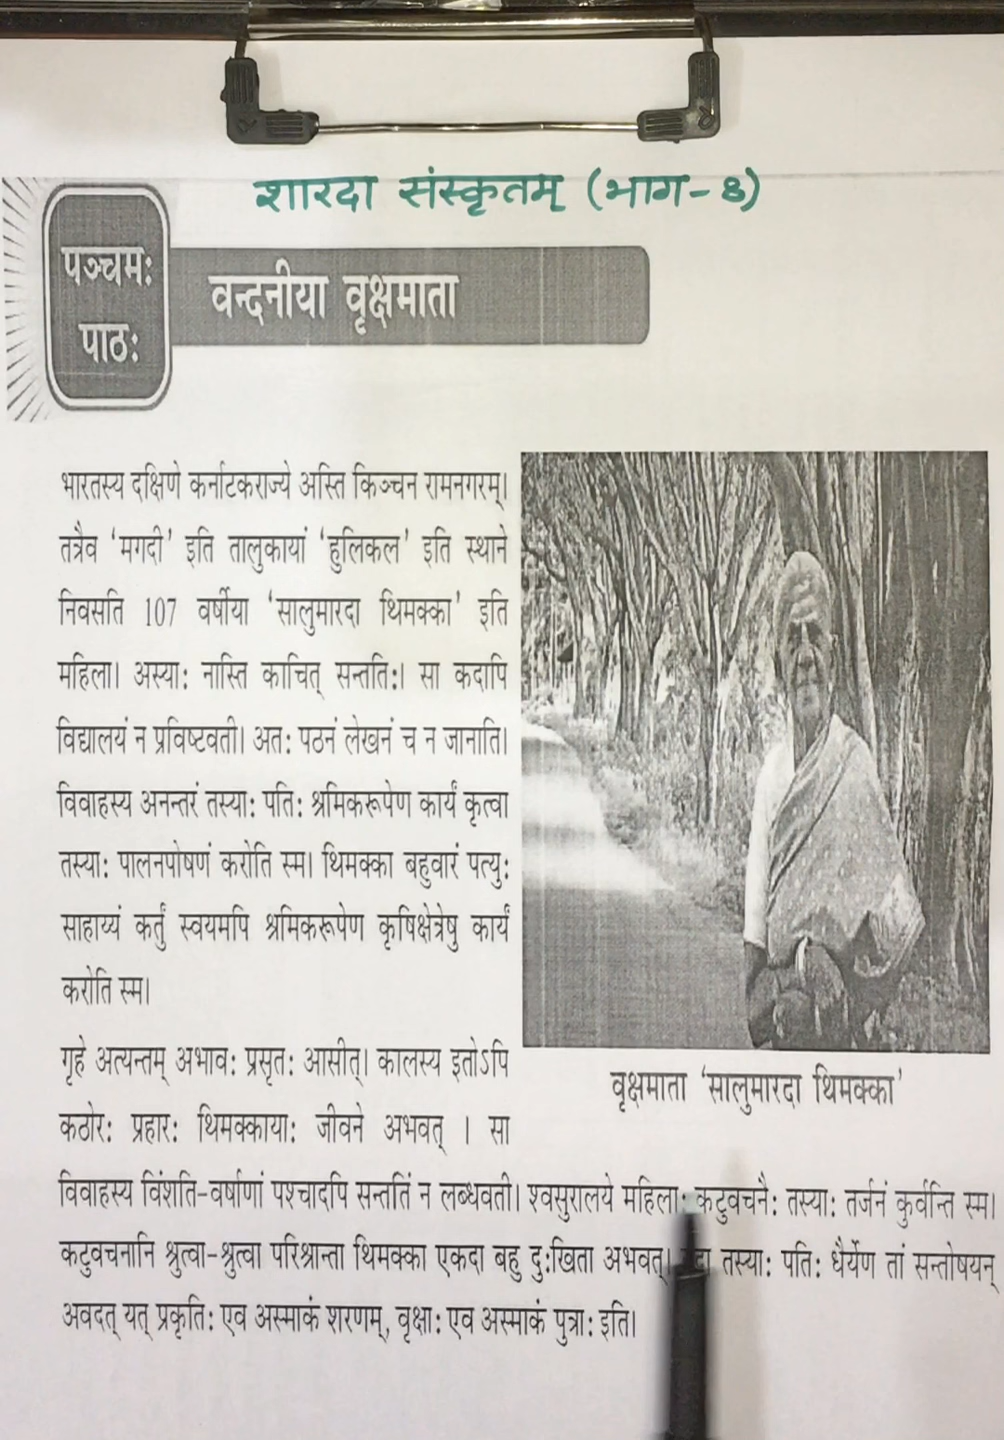 शारदा संस्कृतम् (भाग-8)
पञ्चमः
पाठः
वन्दनीया वृक्षमाता
भारतस्य दक्षिणे कर्नाटकराज्ये अस्ति किञ्चन रामनगरम्।
तत्रैव ‘मगदी’ इति तालुकायां ‘हुलिकल’ इति स्थाने
निवसति 107 वर्षीया ‘सालुमारदा थिमक्का’ इति
महिला। अस्याः नास्ति काचित् सन्ततिः। सा कदापि
विद्यालयं न प्रविष्टवती। अतः पठनं लेखनं च न जानाति।
विवाहस्य अनन्तरं तस्याः पतिः श्रमिकरूपेण कार्यं कृत्वा
तस्याः पालनपोषणं करोति स्म। थिमक्का बहुवारं पत्युः
साहाय्यं कर्तुं स्वयमपि श्रमिकरूपेण कृषिक्षेत्रेषु कार्यं
करोति स्म।
गृहे अत्यन्तम् अभावः प्रसृतः आसीत्। कालस्य इतोऽपि
कठोरः प्रहारः थिमक्कायाः जीवने अभवत् । सा
विवाहस्य विंशति-वर्षाणां पश्चादपि सन्ततिं न लब्धवती। श्वसुरालये महिलाः कटुवचनैः तस्याः तर्जनं कुर्वन्ति स्म।
कटुवचनानि श्रुत्वा-श्रुत्वा परिश्रान्ता थिमक्का एकदा बहु दुःखिता अभवत्। तस्याः पतिः धैर्येण तां सन्तोषयन्
अवदत् यत् प्रकृतिः एव अस्माकं शरणम्, वृक्षाः एव अस्माकं पुत्राः इति।
वृक्षमाता ‘सालुमारदा थिमक्का’